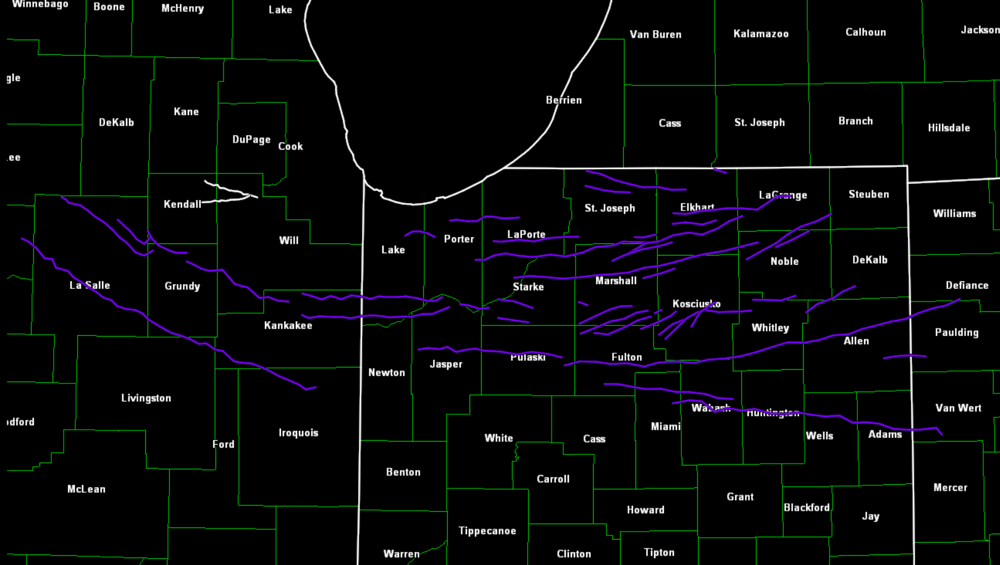 Winnebago
Boone
McHenry
Lake
Van Buren
Kalamazoo
Calhoun
Jackson
gle
Berrien
Kane
DeKalb
Cass
St. Joseph
Branch
Hillsdale
DuPage
Cook
ee
Kendall
St. Joseph
Elkhart
LaGrange
Steuben
Williams
Will
Lake
Porter
LaPorte
Noble
DeKalb
La Salle
Grundy
Starke
Marshall
Defiance
Kosciusko
Kankakee
Whitley
Allen
Paulding
Newton
Jasper
Pulaski
Fulton
Livingston
Wabash
Huntington
Van Wert
dford
Iroquois
Ford
White
Cass
Miami
Wells
Adams
Benton
Carroll
McLean
Grant
Mercer
Howard
Blackford
Jay
Tippecanoe
Warren
Clinton
Tipton